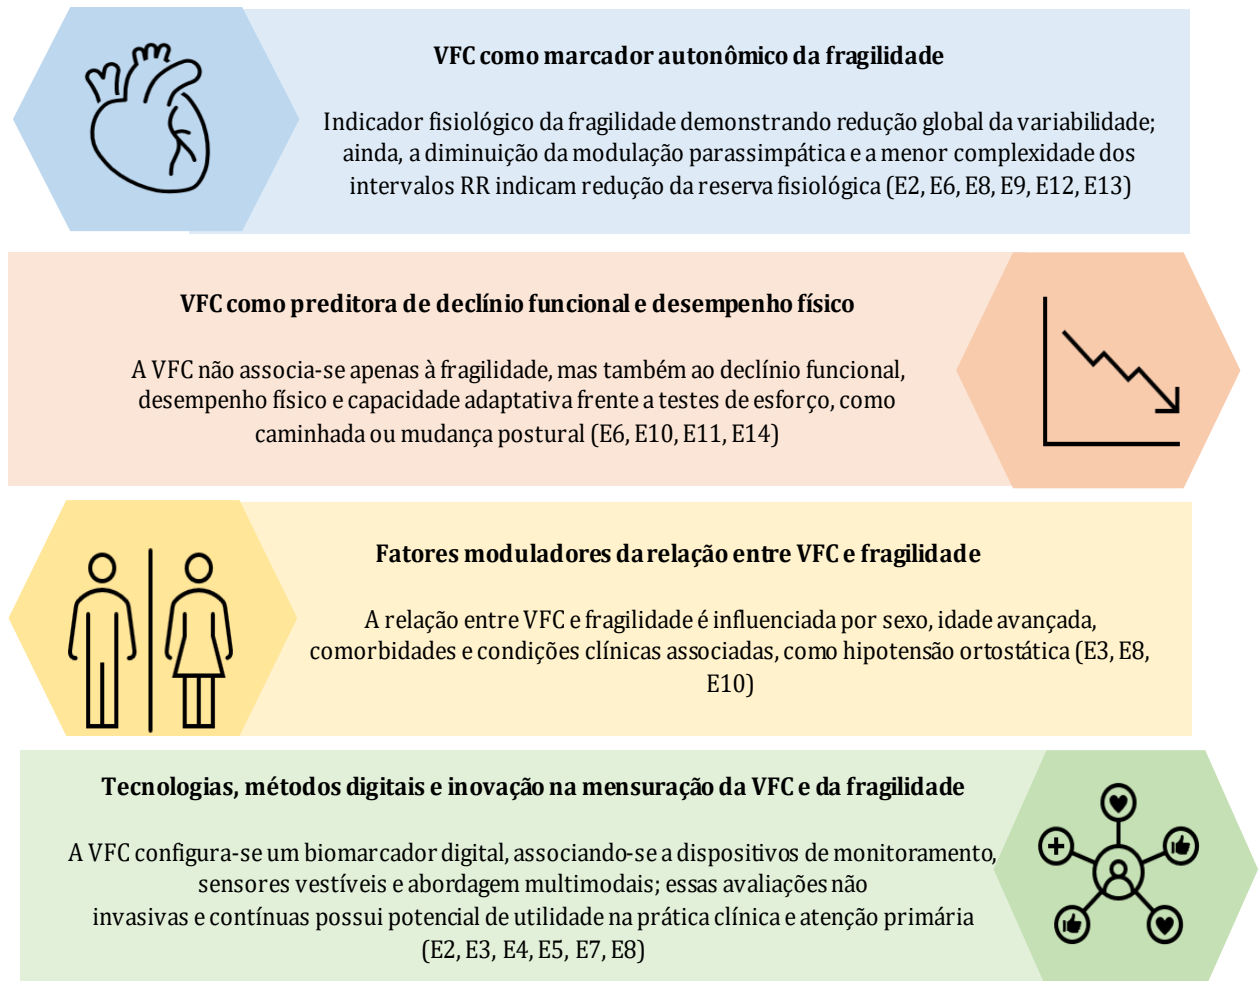 VFC como marcador autonômico da fragilidade
Indicador fisiológico da fragilidade demonstrando redução global da variabilidade;
ainda, a diminuição da modulação parassimpática e a menor complexidade dos
intervalos RR indicam redução da reserva fisiológica (E2, E6, E8, E9, E12, E13)
VFC como preditora de declínio funcional e desempenho físico
A VFC não associa-se apenas à fragilidade, mas também ao declínio funcional,
desempenho físico e capacidade adaptativa frente a testes de esforço, como
caminhada ou mudança postural (E6, E10, E11, E14)
Fatores moduladores da relação entre VFC e fragilidade
A relação entre VFC e fragilidade é influenciada por sexo, idade avançada,
comorbidades e condições clínicas associadas, como hipotensão ortostática (E3, E8,
E10)
Tecnologias, métodos digitais e inovação na mensuração da VFC e da fragilidade
A VFC configura-se um biomarcador digital, associando-se a dispositivos de monitoramento,
sensores vestíveis e abordagem multimodais; essas avaliações não
invasivas e contínuas possui potencial de utilidade na prática clínica e atenção primária
(E2, E3, E4, E5, E7, E8)